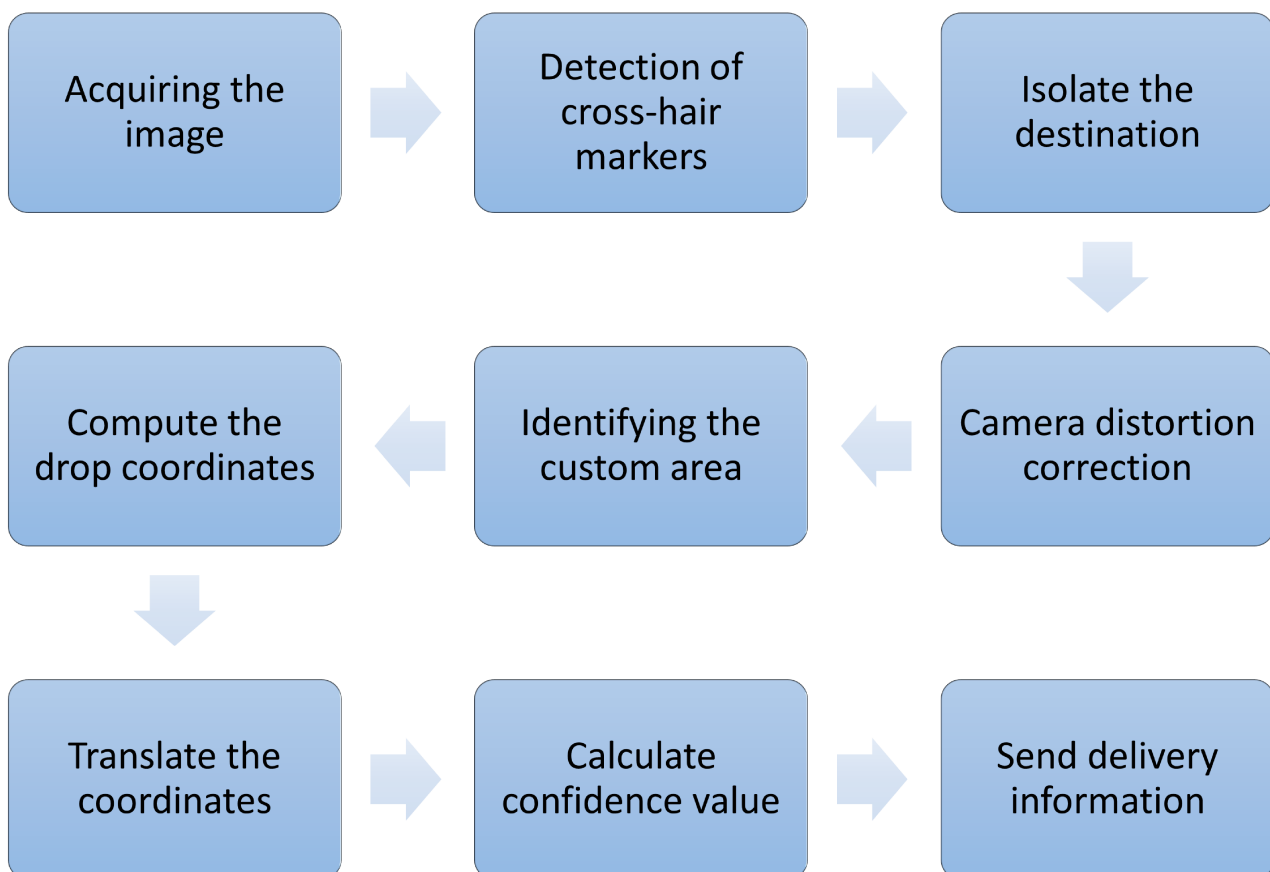 Acquiring the
image
Detection of
cross-hair
markers
Isolate the
destination
Camera distortion
correction
Identifying the
custom area
Compute the
drop coordinates
Translate the
coordinates
Calculate
confidence value
Send delivery
information